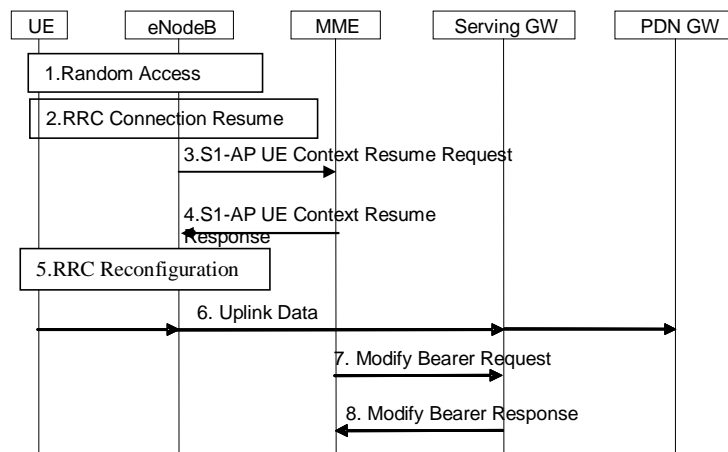 UE eNodeB MME Serving GW PDN GW
1.Random Access
2.RRC Connection Resume
3.S1-AP UE Context Resume Request
4.S1-AP UE Context Resume
Response
5.RRC Reconfiguration
6. Uplink Data
7. Modify Bearer Request
8. Modify Bearer Response